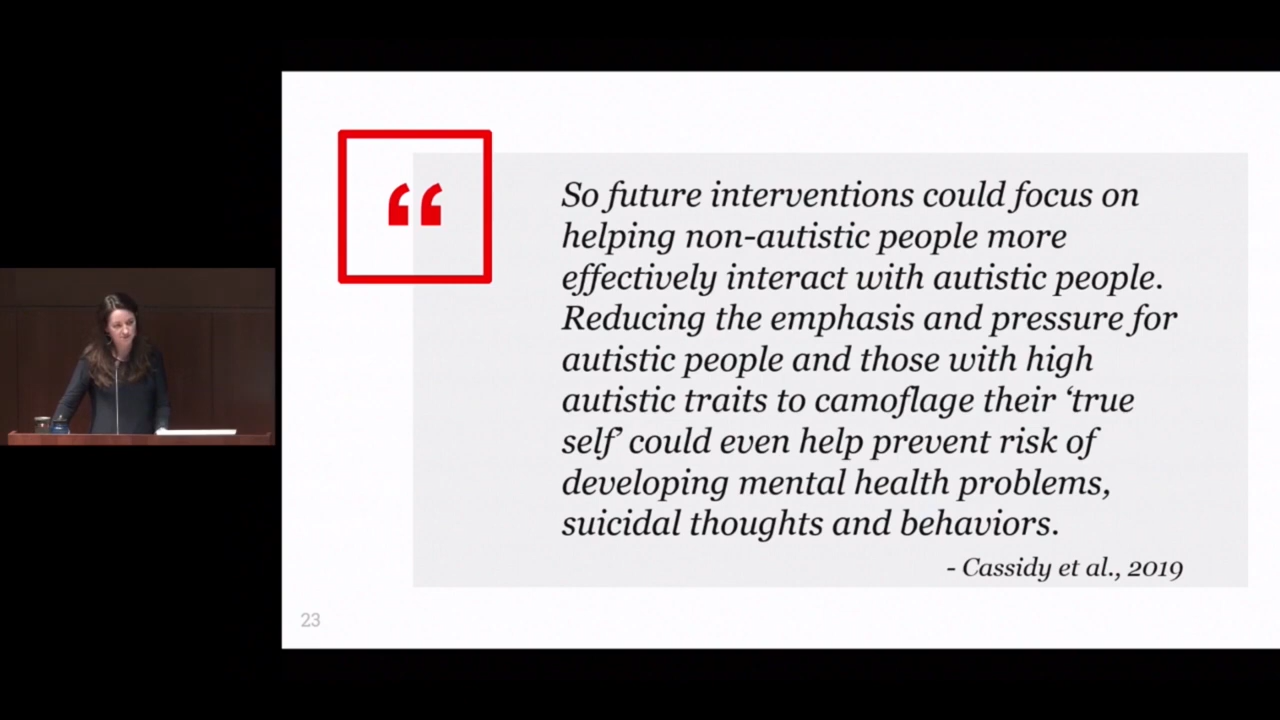 “
So future interventions could focus on
helping non-autistic people more
effectively interact with autistic people.
Reducing the emphasis and pressure for
autistic people and those with high
autistic traits to camoflage their ‘true
self’ could even help prevent risk of
developing mental health problems,
suicidal thoughts and behaviors.
- Cassidy et al., 2019
23